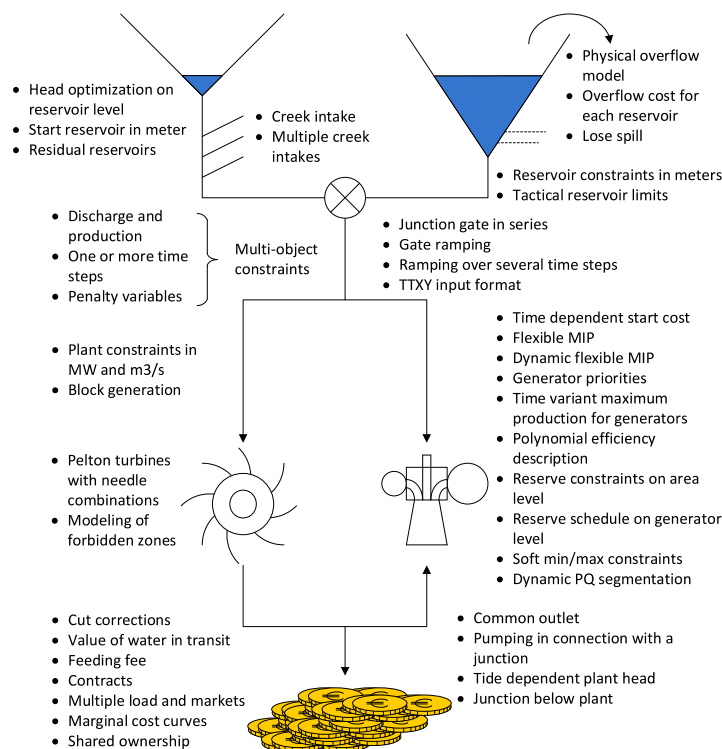 • Head optimization on
reservoir level
• Start reservoir in meter
• Residual reservoirs
• Creek intake
• Multiple creek
intakes
• Physical overflow
model
• Overflow cost for
each reservoir
• Lose spill
• Reservoir constraints in meters
• Tactical reservoir limits
• Discharge and
production
• One or more time
steps
• Penalty variables
Multi-object
constraints
• Junction gate in series
• Gate ramping
• Ramping over several time steps
• TTXY input format
• Plant constraints in
MW and m3/s
• Block generation
• Time dependent start cost
• Flexible MIP
• Dynamic flexible MIP
• Generator priorities
• Time variant maximum
production for generators
• Polynomial efficiency
description
• Reserve constraints on area
level
• Reserve schedule on generator
level
• Soft min/max constraints
• Dynamic PQ segmentation
• Pelton turbines
with needle
combinations
• Modeling of
forbidden zones
• Cut corrections
• Value of water in transit
• Feeding fee
• Contracts
• Multiple load and markets
• Marginal cost curves
• Shared ownership
• Common outlet
• Pumping in connection with a
junction
• Tide dependent plant head
• Junction below plant